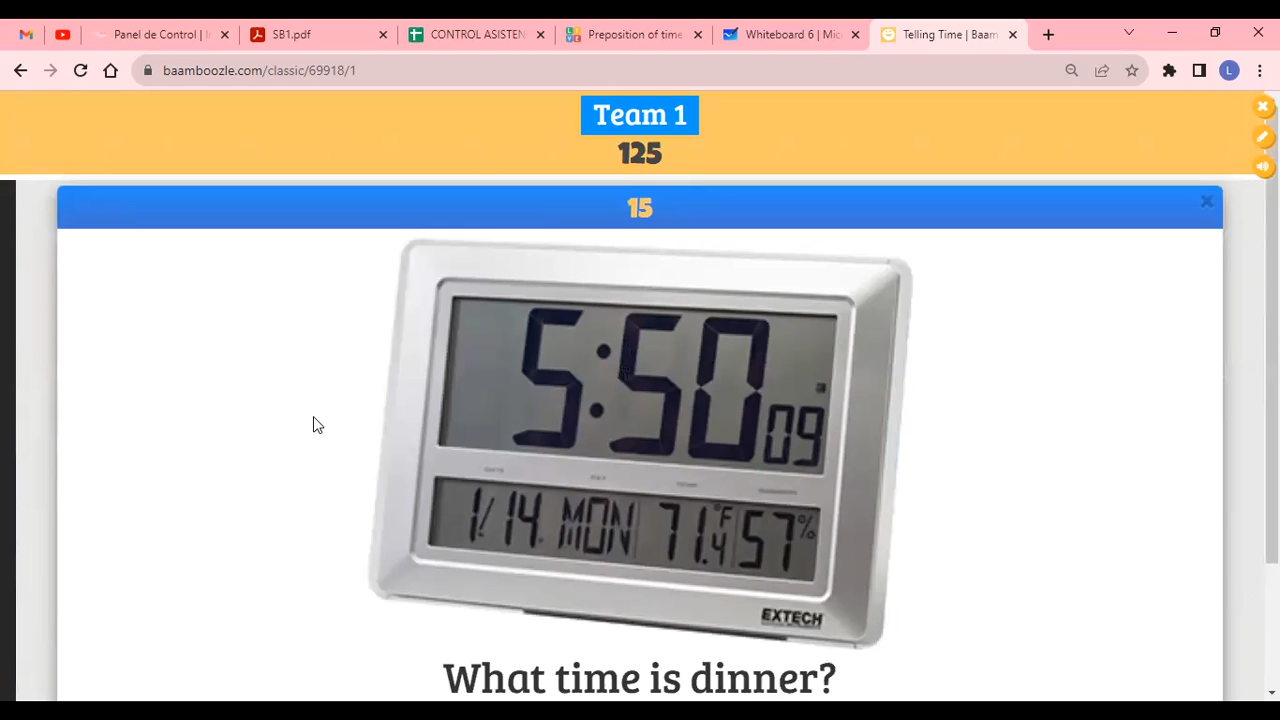 Panel de Control | I
SB1.pdf
CONTROL ASISTEN
Preposition of time
Whiteboard 6 | Mic
Telling Time | Baam
baamboozle.com/classic/69918/1
L
Team 1
125
15
5:50 09
1/14 MON 71.4 °F 57 %
EXTECH
What time is dinner?